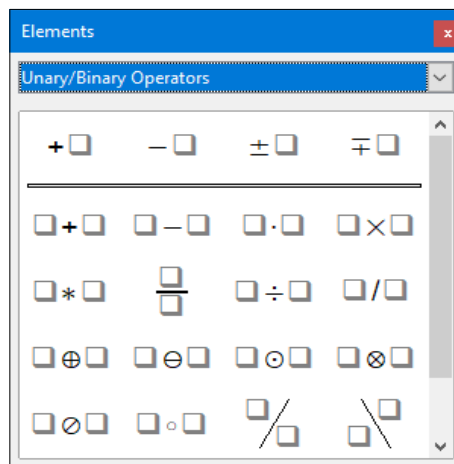 Elements
x
Unary/Binary Operators
+□ −□ ±□ ∓□
□+□ □−□ □·□ □×□
□∗□ □/□ □÷□ □/□
□⊕□ □⊖□ □⊙□ □⊗□
□⊘□ □∘□ □/□ □\□